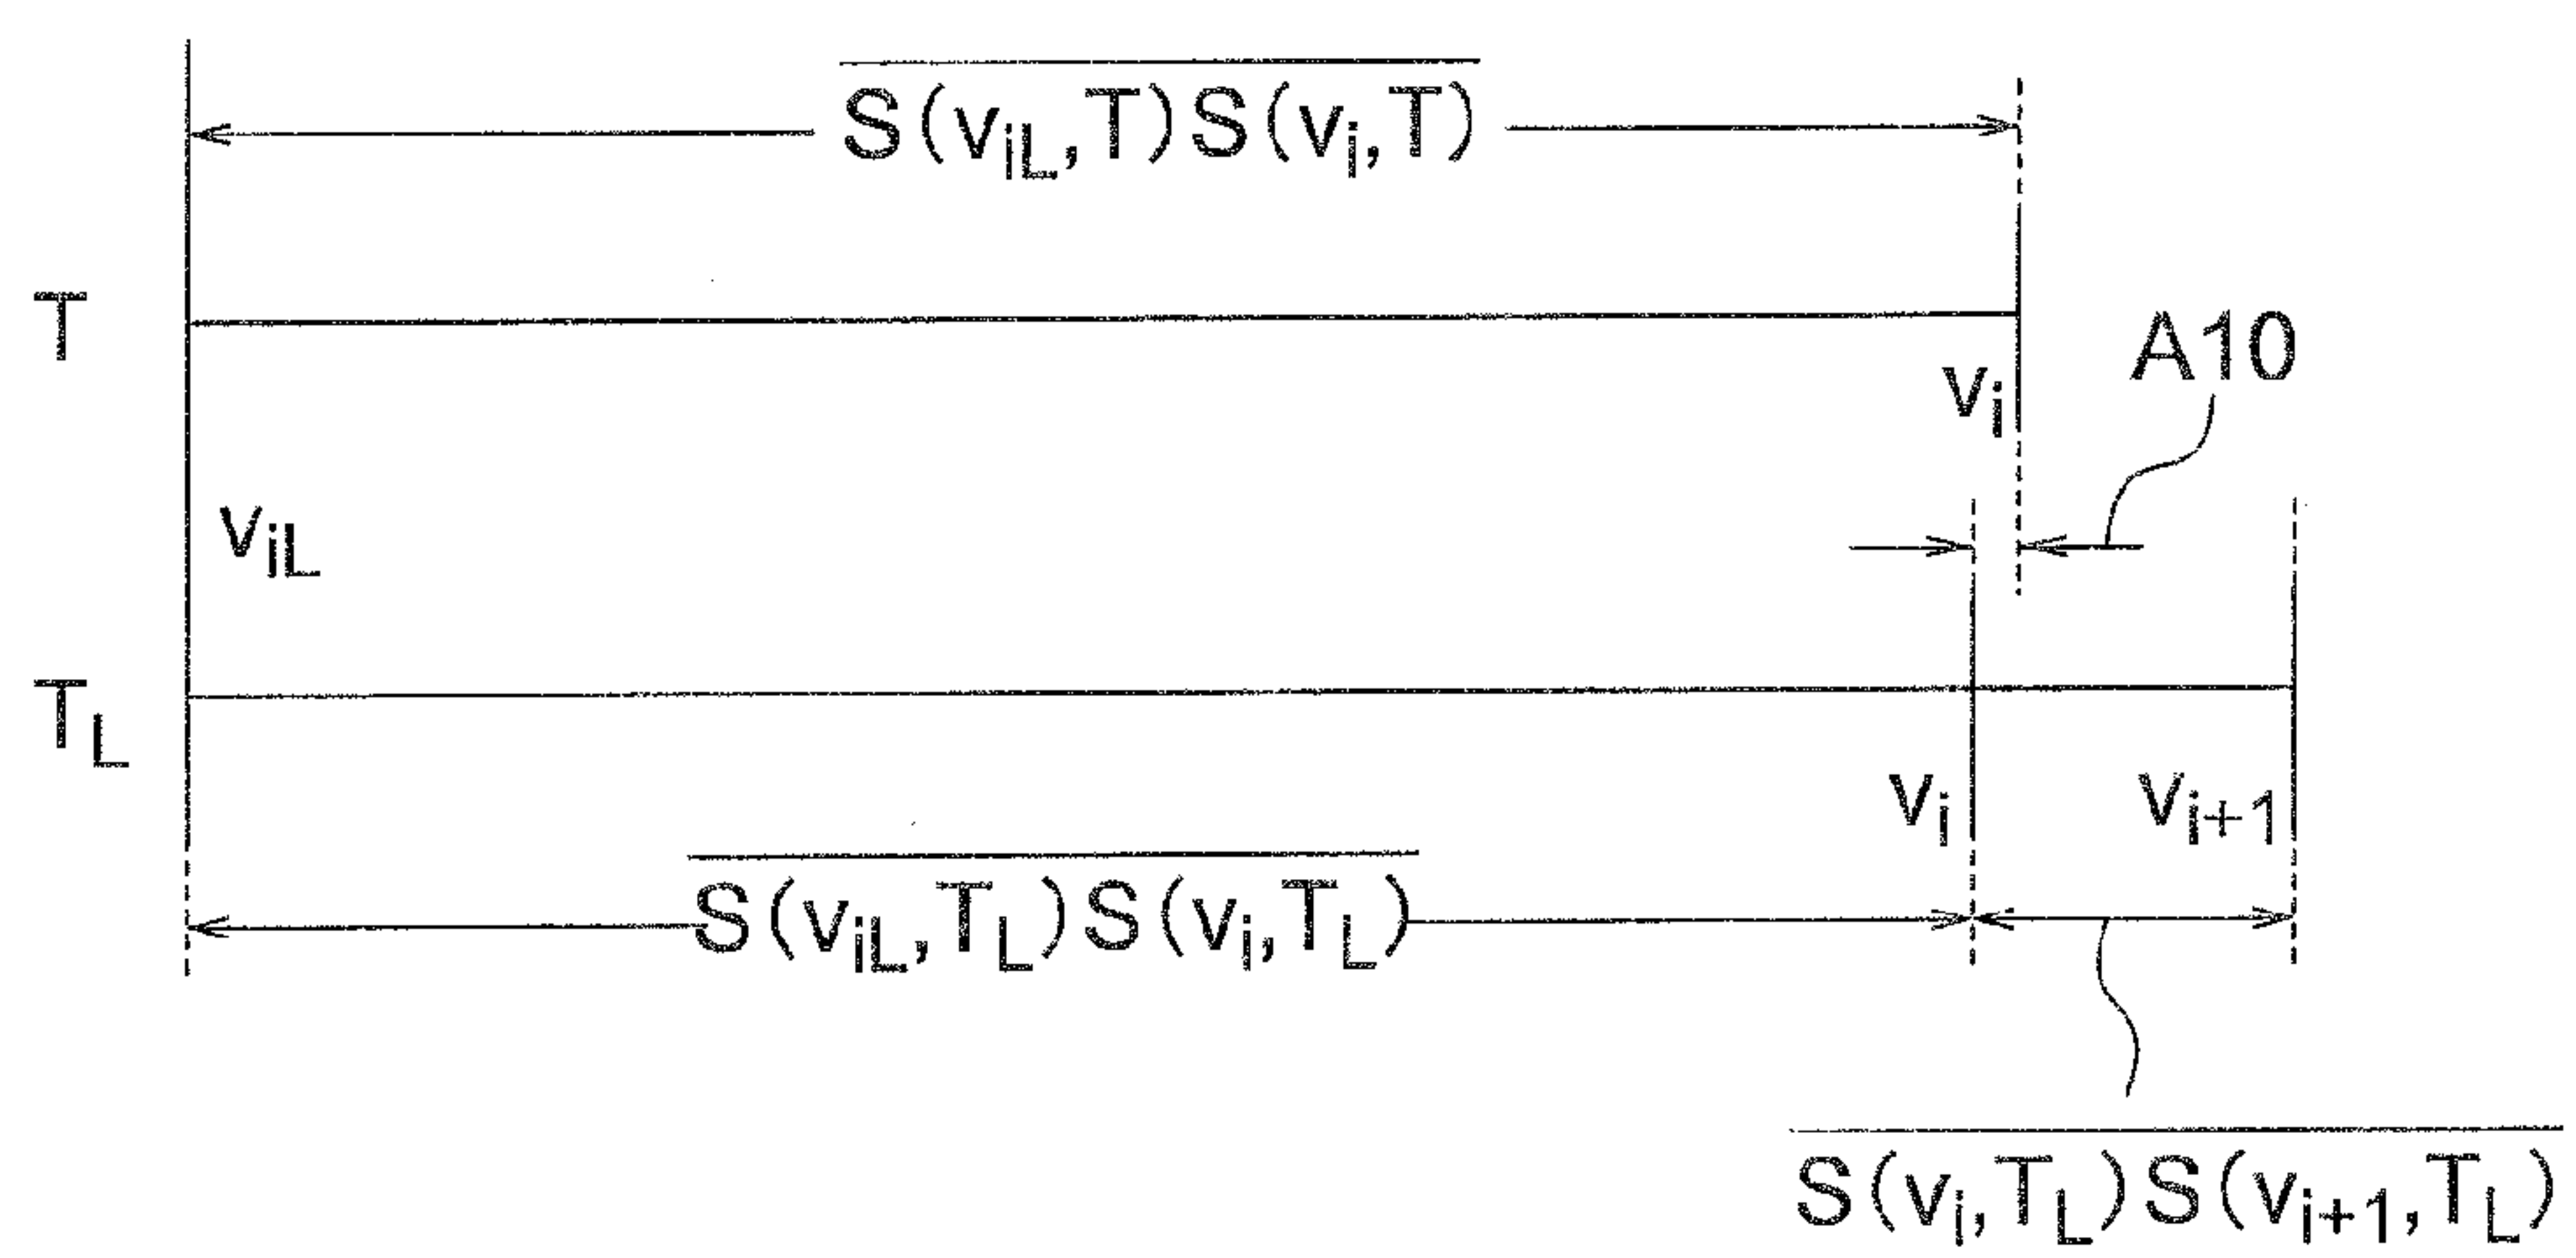 S(v_iL,T)S(v_i,T)
T
A10
v_i
v_iL
T_L
v_i
v_i+1
S(v_iL,T_L)S(v_i,T_L)
S(v_i,T_L)S(v_i+1,T_L)